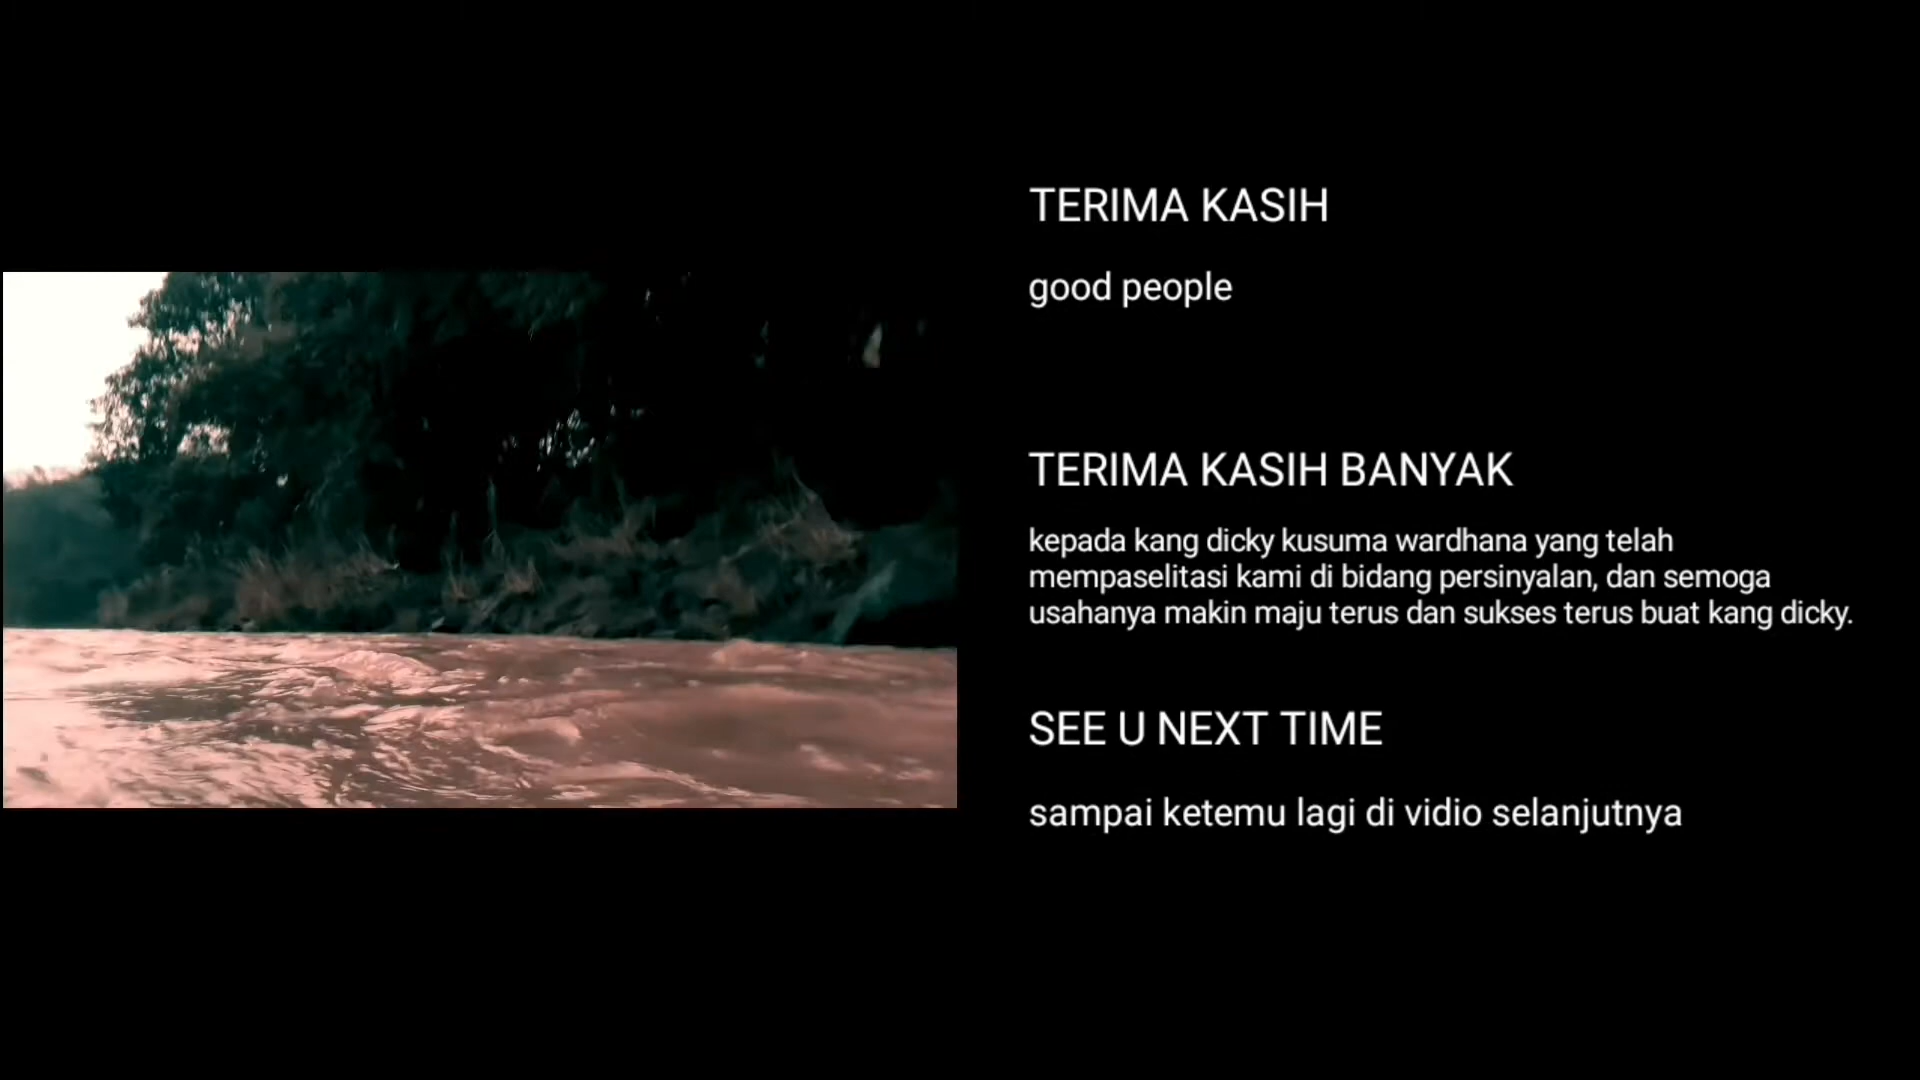 TERIMA KASIH
good people
TERIMA KASIH BANYAK
kepada kang dicky kusuma wardhana yang telah
mempaselitasi kami di bidang persinyalan, dan semoga
usahanya makin maju terus dan sukses terus buat kang dicky.
SEE U NEXT TIME
sampai ketemu lagi di vidio selanjutnya